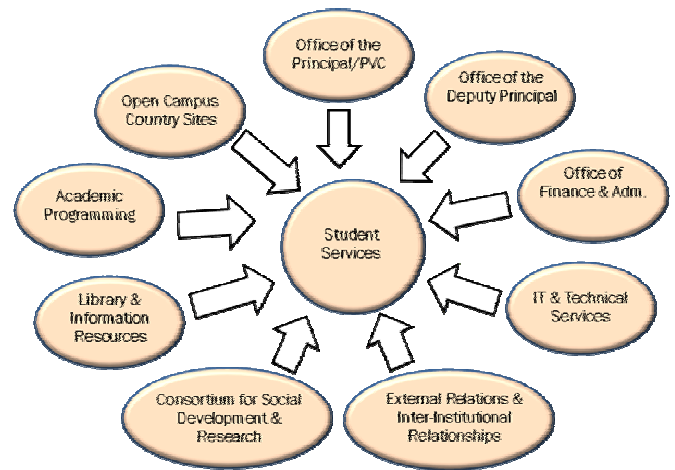 Office of the
Principal/PVC
Office of the
Deputy Principal
Open Campus
Country Sites
Office of
Finance & Adm.
Academic
Programming
Student
Services
Library &
Information
Resources
IT & Technical
Services
Consortium for Social
Development &
Research
External Relations &
Inter-Institutional
Relationships